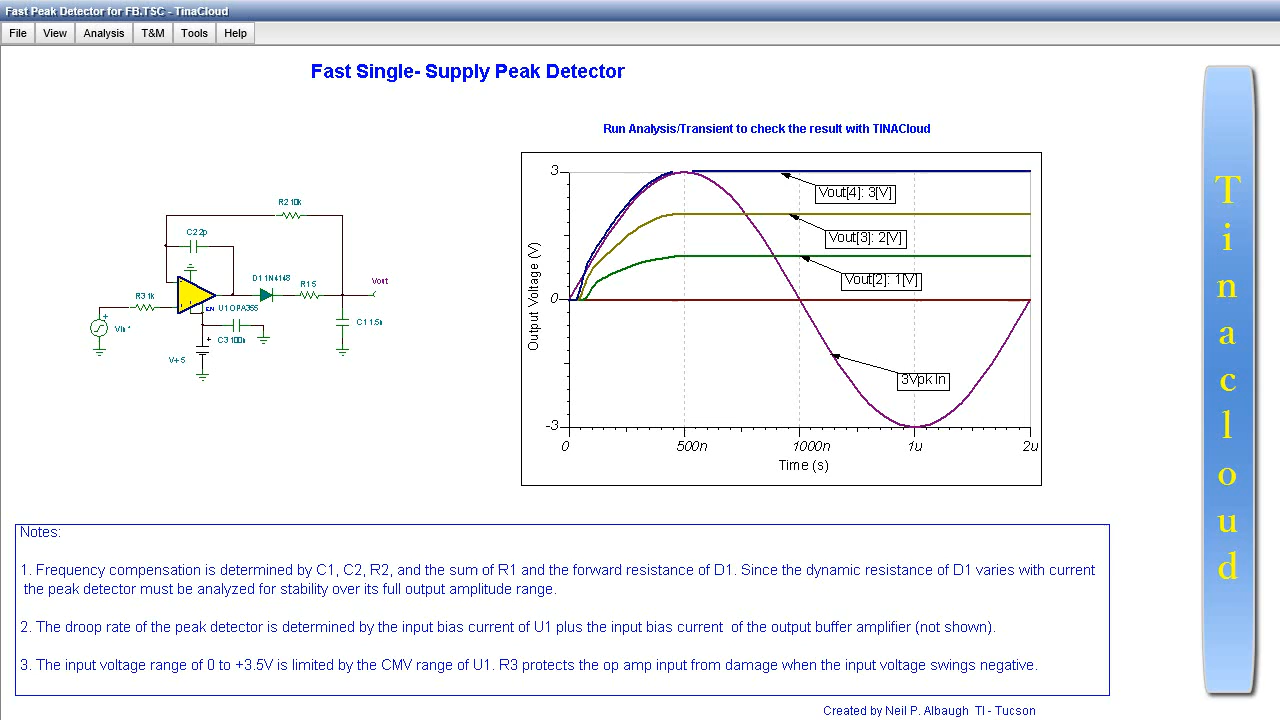 Fast Peak Detector for FB.TSC - TinaCloud
File View Analysis T&M Tools Help
Fast Single- Supply Peak Detector
Run Analysis/Transient to check the result with TINACloud
R2 10k
C2 2p
D1 1N4148
R1 5
Vout
R3 1k
U1 OPA355
EN
Vin
+
C3 100n
C1 1.5n
+
V+ 5
3
0
-3
Output Voltage (V)
Vout[4]: 3[V]
Vout[3]: 2[V]
Vout[2]: 1[V]
3Vpk In
0 500n 1000n 1u 2u
Time (s)
Notes:
1. Frequency compensation is determined by C1, C2, R2, and the sum of R1 and the forward resistance of D1. Since the dynamic resistance of D1 varies with current
the peak detector must be analyzed for stability over its full output amplitude range.
2. The droop rate of the peak detector is determined by the input bias current of U1 plus the input bias current of the output buffer amplifier (not shown).
3. The input voltage range of 0 to +3.5V is limited by the CMV range of U1. R3 protects the op amp input from damage when the input voltage swings negative.
Created by Neil P. Albaugh TI - Tucson
Tinacloud